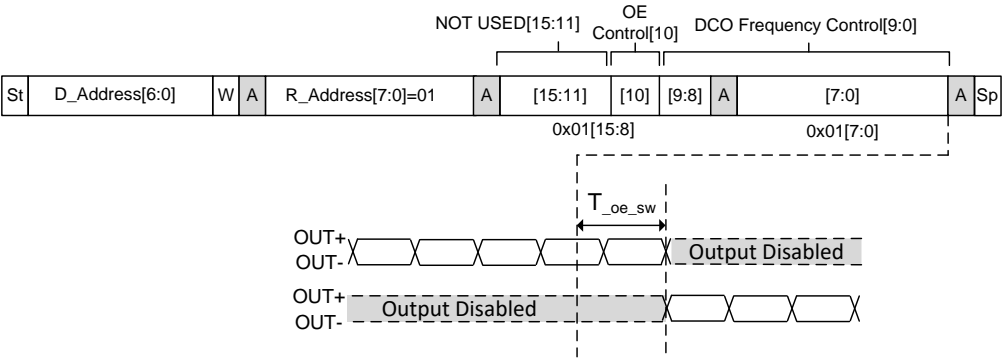 NOT USED[15:11] OE Control[10] DCO Frequency Control[9:0]
St D_Address[6:0] W A R_Address[7:0]=01 A [15:11] [10] [9:8] A [7:0] A Sp
0x01[15:8] 0x01[7:0]
T_oe_sw
OUT+
OUT-
Output Disabled
OUT+
OUT-
Output Disabled